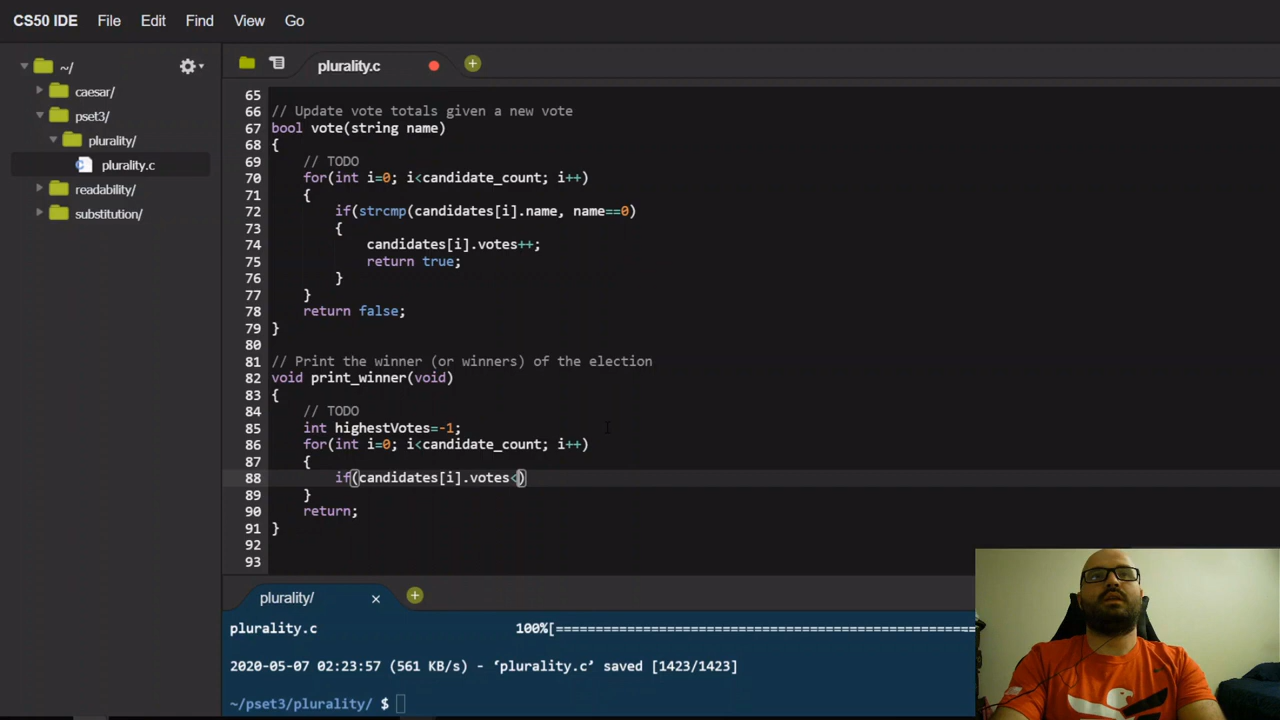 CS50 IDE File Edit Find View Go
~/
caesar/
pset3/
plurality/
plurality.c
readability/
substitution/
plurality.c
65
66 // Update vote totals given a new vote
67 bool vote(string name)
68 {
69 // TODO
70 for(int i=0; i<candidate_count; i++)
71 {
72 if(strcmp(candidates[i].name, name==0)
73 {
74 candidates[i].votes++;
75 return true;
76 }
77 }
78 return false;
79 }
80
81 // Print the winner (or winners) of the election
82 void print_winner(void)
83 {
84 // TODO
85 int highestVotes=-1;
86 for(int i=0; i<candidate_count; i++)
87 {
88 if(candidates[i].votes<)
89 }
90 return;
91 }
92
93
plurality/
plurality.c 100%[======================================================
2020-05-07 02:23:57 (561 KB/s) - ‘plurality.c’ saved [1423/1423]
~/pset3/plurality/ $